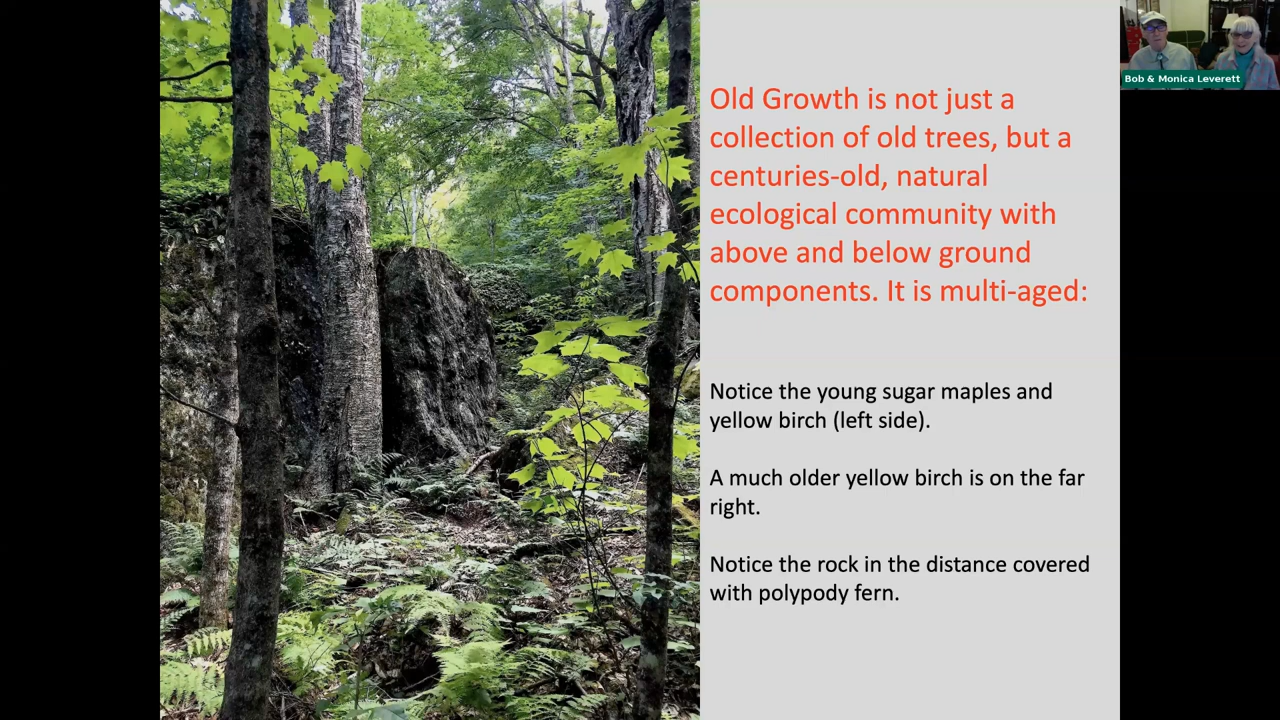 Old Growth is not just a
collection of old trees, but a
centuries-old, natural
ecological community with
above and below ground
components. It is multi-aged:
Notice the young sugar maples and
yellow birch (left side).
A much older yellow birch is on the far
right.
Notice the rock in the distance covered
with polypody fern.
Bob & Monica Leverett